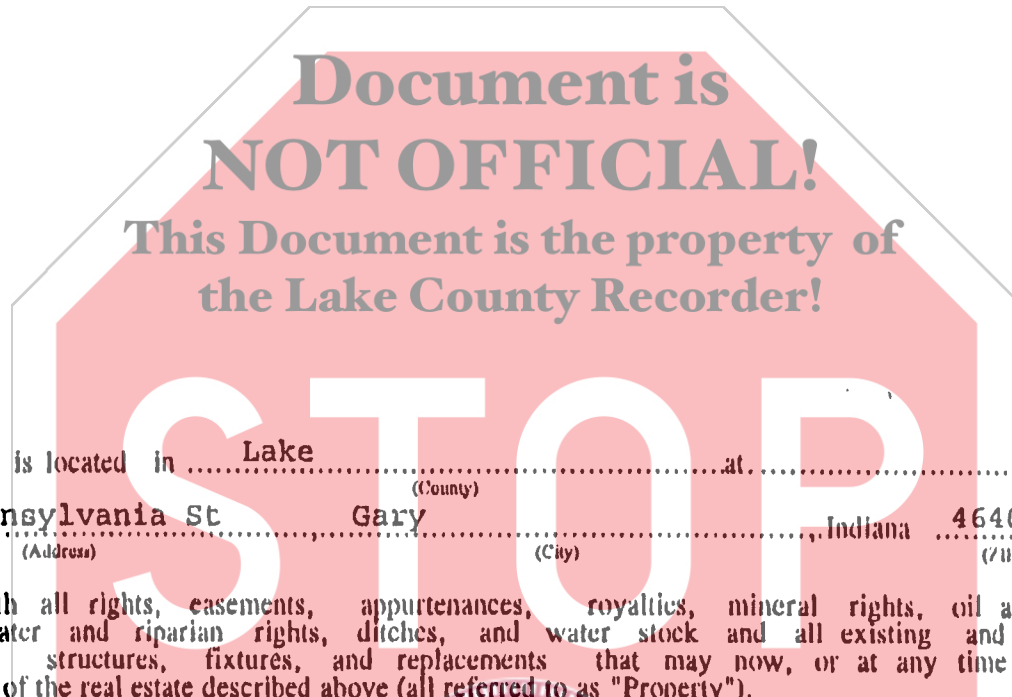 Document is
NOT OFFICIAL!
This Document is the property of
the Lake County Recorder!
STOP
is located in ..... Lake ..... at .....
(County)
nsylvania St ....., Gary ....., Indiana ..... 4640
(Address) (City)
h all rights, easements, appurtenances, royalties, mineral rights, oil a
ater and riparian rights, ditches, and water stock and all existing and
structures, fixtures, and replacements that may now, or at any time
of the real estate described above (all referred to as "Property").